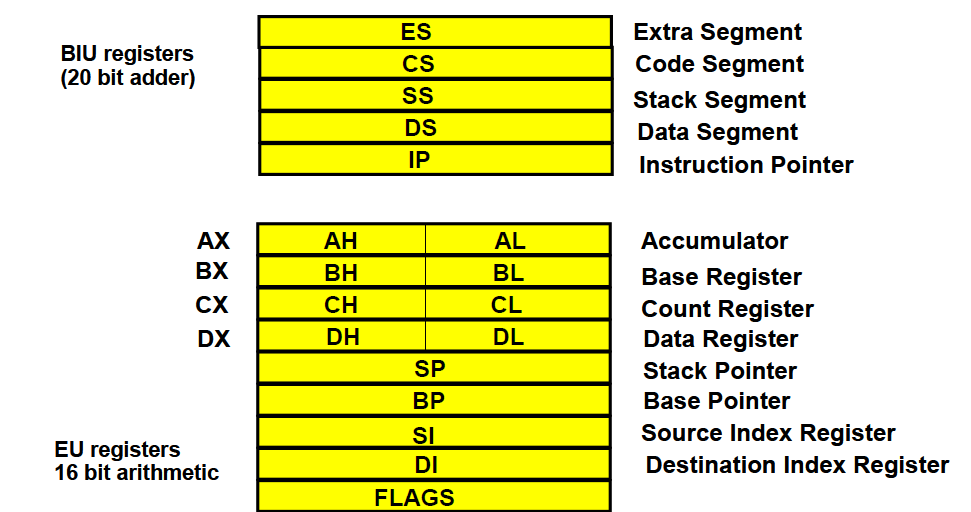 BIU registers
(20 bit adder)
ES Extra Segment
CS Code Segment
SS Stack Segment
DS Data Segment
IP Instruction Pointer
AX AH AL Accumulator
BX BH BL Base Register
CX CH CL Count Register
DX DH DL Data Register
SP Stack Pointer
BP Base Pointer
SI Source Index Register
EU registers
16 bit arithmetic
DI Destination Index Register
FLAGS